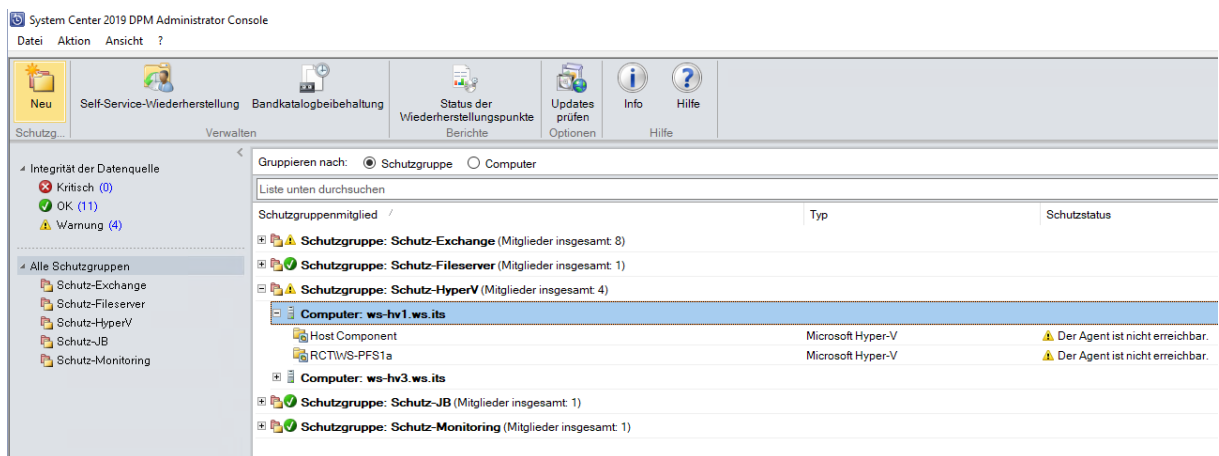 System Center 2019 DPM Administrator Console
Datei Aktion Ansicht ?
Neu Self-Service-Wiederherstellung Bandkatalogbeibehaltung Status der Wiederherstellungspunkte Updates prüfen Info Hilfe
Schutzg... Verwalten Berichte Optionen Hilfe
Integrität der Datenquelle
Kritisch (0)
OK (11)
Warnung (4)
Alle Schutzgruppen
Schutz-Exchange
Schutz-Fileserver
Schutz-HyperV
Schutz-JB
Schutz-Monitoring
Gruppieren nach: Schutzgruppe Computer
Liste unten durchsuchen
Schutzgruppenmitglied Typ Schutzstatus
Schutzgruppe: Schutz-Exchange (Mitglieder insgesamt: 8)
Schutzgruppe: Schutz-Fileserver (Mitglieder insgesamt: 1)
Schutzgruppe: Schutz-HyperV (Mitglieder insgesamt: 4)
Computer: ws-hv1.ws.its
Host Component Microsoft Hyper-V Der Agent ist nicht erreichbar.
RCT\WS-PFS1a Microsoft Hyper-V Der Agent ist nicht erreichbar.
Computer: ws-hv3.ws.its
Schutzgruppe: Schutz-JB (Mitglieder insgesamt: 1)
Schutzgruppe: Schutz-Monitoring (Mitglieder insgesamt: 1)